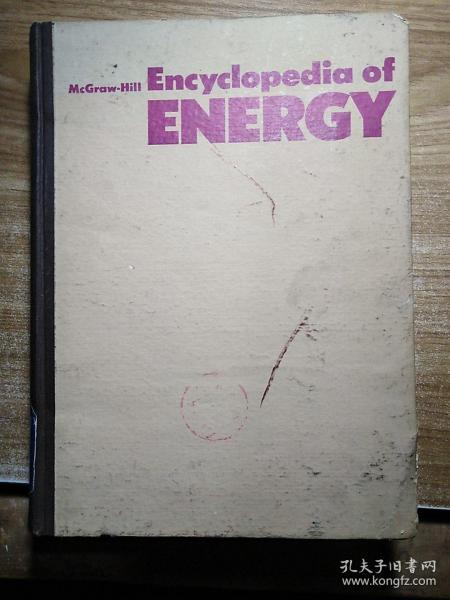 McGraw-Hill Encyclopedia of
ENERGY
孔夫子旧书网
www.kongfz.com